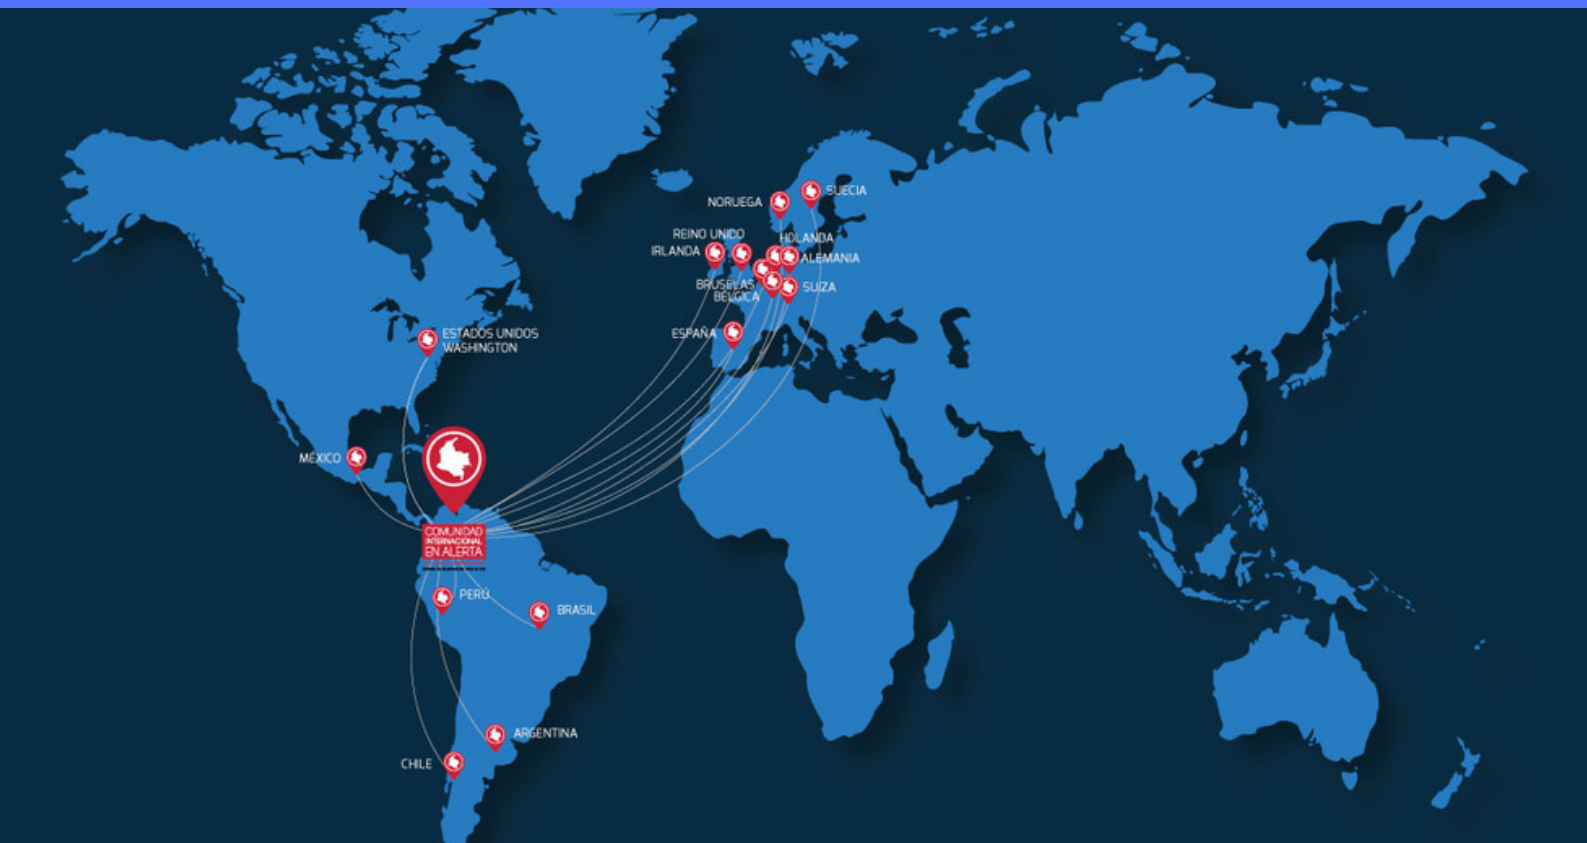 SUECIA
NORUEGA
REINO UNIDO
HOLANDA
IRLANDA
ALEMANIA
BRUSELAS
BÉLGICA
SUIZA
ESPAÑA
ESTADOS UNIDOS
WASHINGTON
MÉXICO
COMUNIDAD
INTERNACIONAL
EN ALERTA
PERÚ
BRASIL
ARGENTINA
CHILE